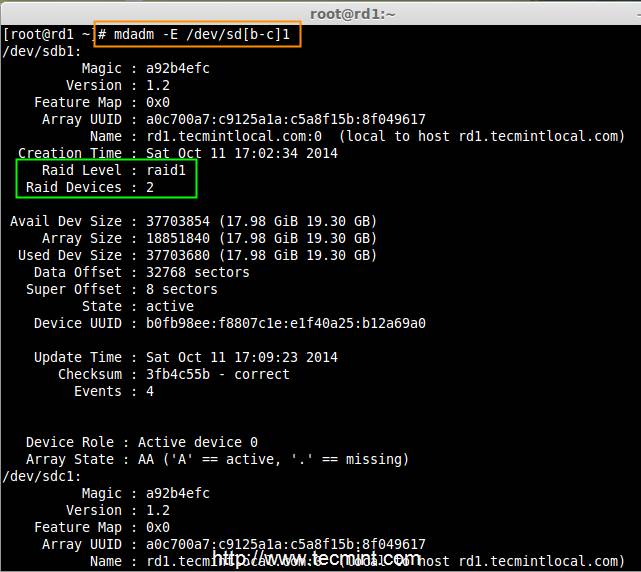 root@rd1:~
[root@rd1 ~]# mdadm -E /dev/sd[b-c]1
/dev/sdb1:
Magic : a92b4efc
Version : 1.2
Feature Map : 0x0
Array UUID : a0c700a7:c9125a1a:c5a8f15b:8f049617
Name : rd1.tecmintlocal.com:0  (local to host rd1.tecmintlocal.com)
Creation Time : Sat Oct 11 17:02:34 2014
Raid Level : raid1
Raid Devices : 2
Avail Dev Size : 37703854 (17.98 GiB 19.30 GB)
Array Size : 18851840 (17.98 GiB 19.30 GB)
Used Dev Size : 37703680 (17.98 GiB 19.30 GB)
Data Offset : 32768 sectors
Super Offset : 8 sectors
State : active
Device UUID : b0fb98ee:f8807c1e:e1f40a25:b12a69a0
Update Time : Sat Oct 11 17:09:23 2014
Checksum : 3fb4c55b - correct
Events : 4
Device Role : Active device 0
Array State : AA ('A' == active, '.' == missing)
/dev/sdc1:
Magic : a92b4efc
Version : 1.2
Feature Map : 0x0
Array UUID : a0c700a7:c9125a1a:c5a8f15b:8f049617
Name : rd1.tecmintlocal.com:0  (local to host rd1.tecmintlocal.com)
http://www.tecmint.com